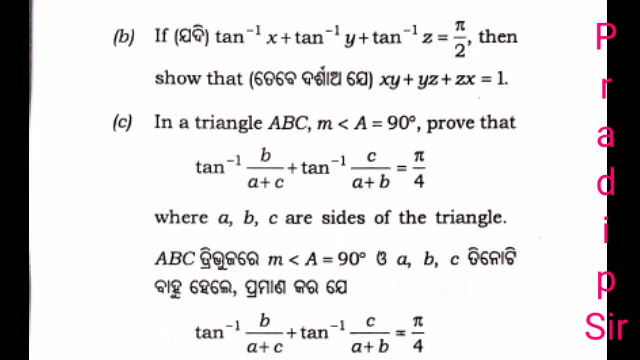 (b) If (ଯଦି) tan⁻¹ x + tan⁻¹ y + tan⁻¹ z = π/2, then
show that (ତେବେ ଦର୍ଶାଅ ଯେ) xy + yz + zx = 1.
(c) In a triangle ABC, m < A = 90°, prove that
tan⁻¹ b/(a+c) + tan⁻¹ c/(a+b) = π/4
where a, b, c are sides of the triangle.
ABC ତ୍ରିଭୁଜରେ m < A = 90° ଓ a, b, c ତିନୋଟି
ବାହୁ ହେଲେ, ପ୍ରମାଣ କର ଯେ
tan⁻¹ b/(a+c) + tan⁻¹ c/(a+b) = π/4
Pradip
Sir